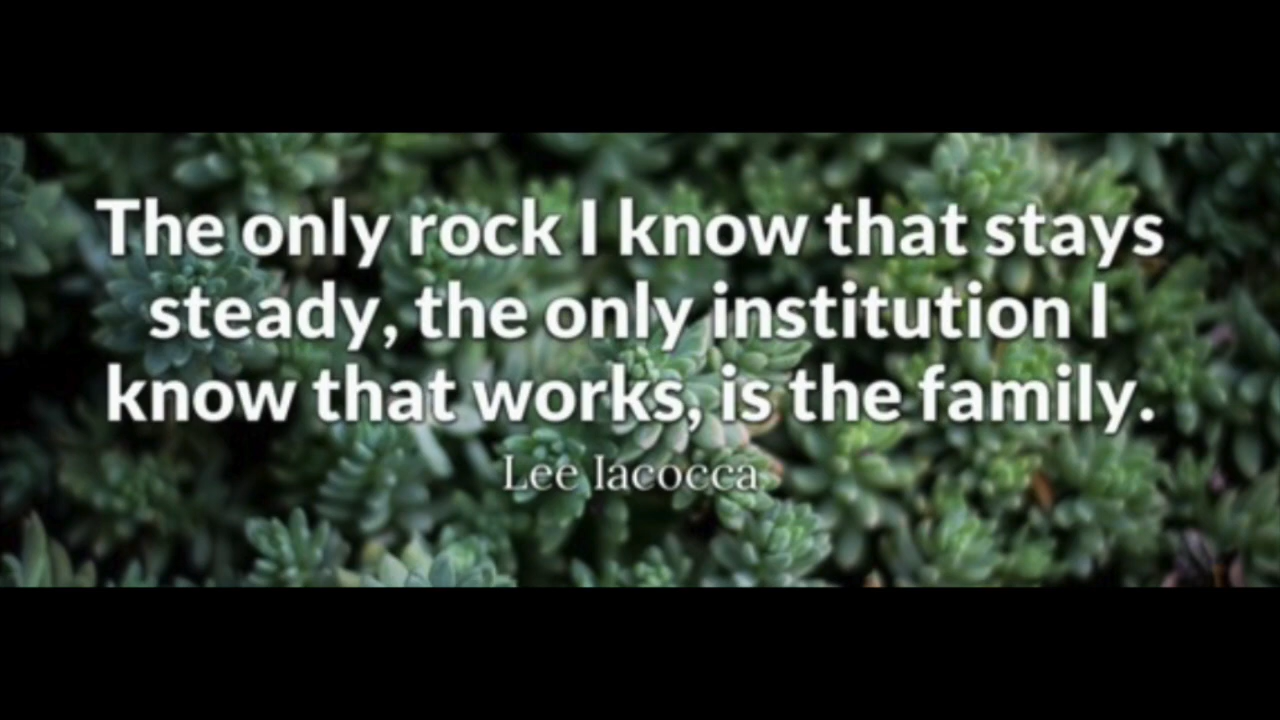 The only rock I know that stays
steady, the only institution I
know that works, is the family.
Lee Iacocca